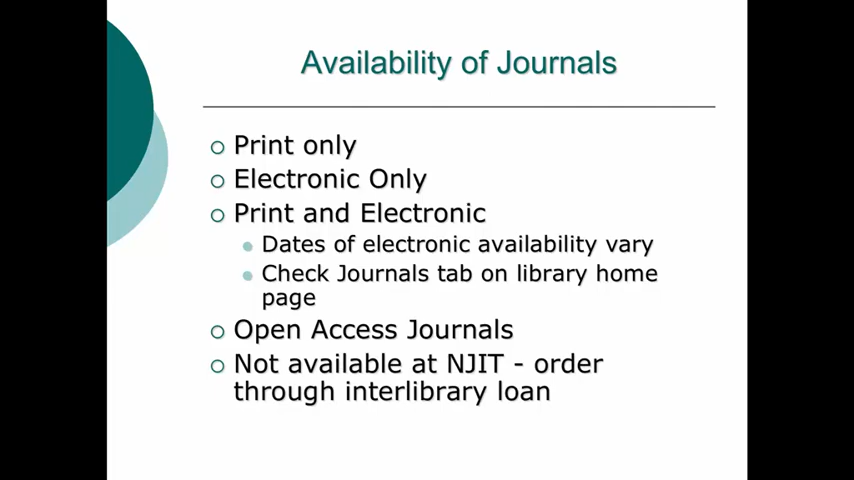 Availability of Journals
Print only
Electronic Only
Print and Electronic
Dates of electronic availability vary
Check Journals tab on library home
page
Open Access Journals
Not available at NJIT - order
through interlibrary loan